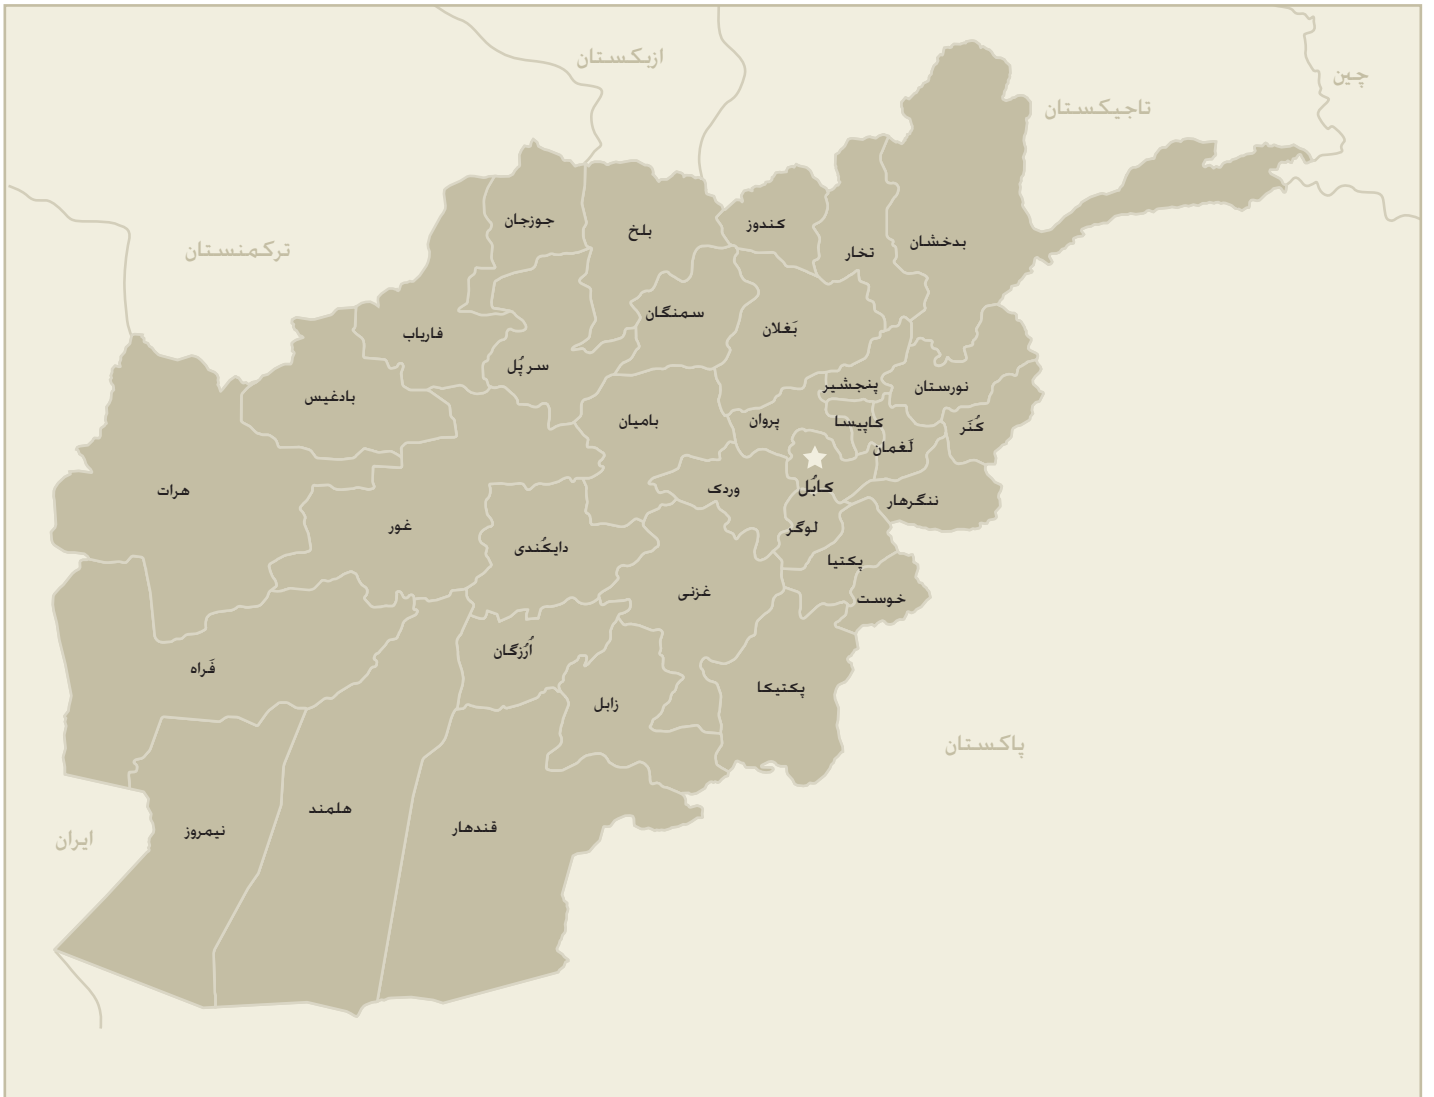 ازبکستان
چین
تاجیکستان
ترکمنستان
جوزجان
بلخ
کندوز
تخار
بدخشان
فاریاب
سمنگان
بَغلان
سر پُل
بادغیس
پنجشیر
نورستان
بامیان
پروان
کاپیسا
کُنَر
لَغمان
هرات
وردک
کابُل
ننگرهار
غور
لوگر
دایکُندی
پکتیا
غزنی
خوست
اُرُزگان
فَراه
پکتیکا
زابل
پاکستان
هلمند
نیمروز
قندهار
ایران